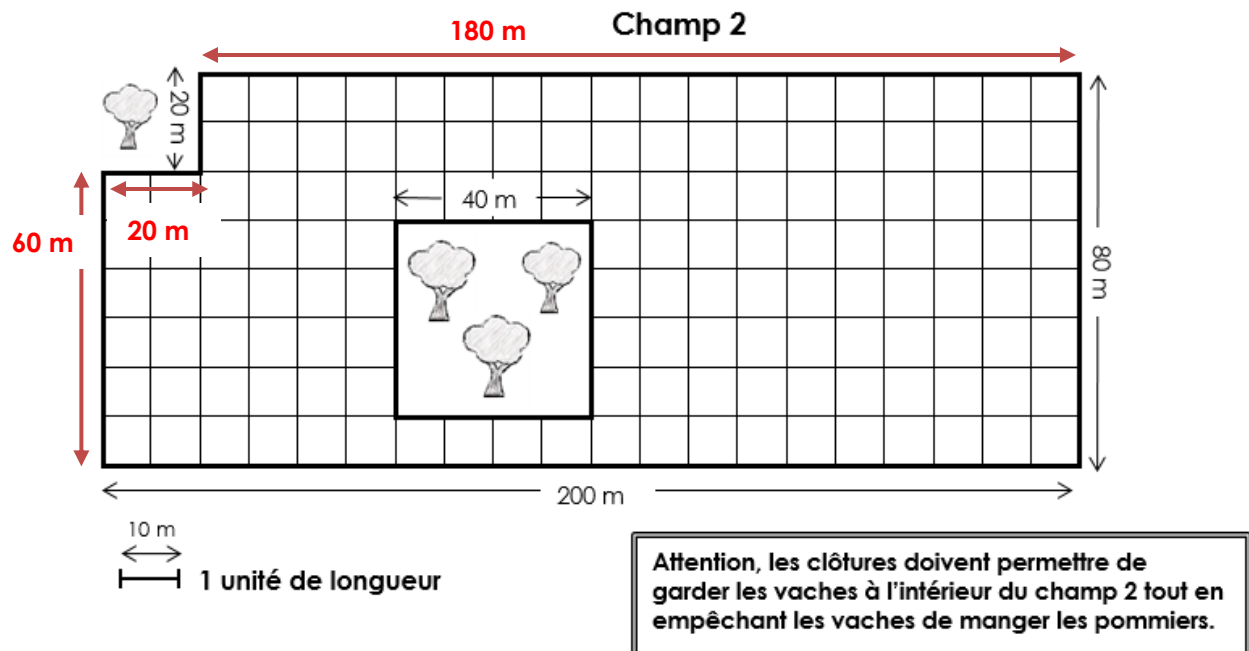 Champ 2
180 m
20 m
40 m
20 m
60 m
80 m
200 m
10 m
1 unité de longueur
Attention, les clôtures doivent permettre de
garder les vaches à l'intérieur du champ 2 tout en
empêchant les vaches de manger les pommiers.